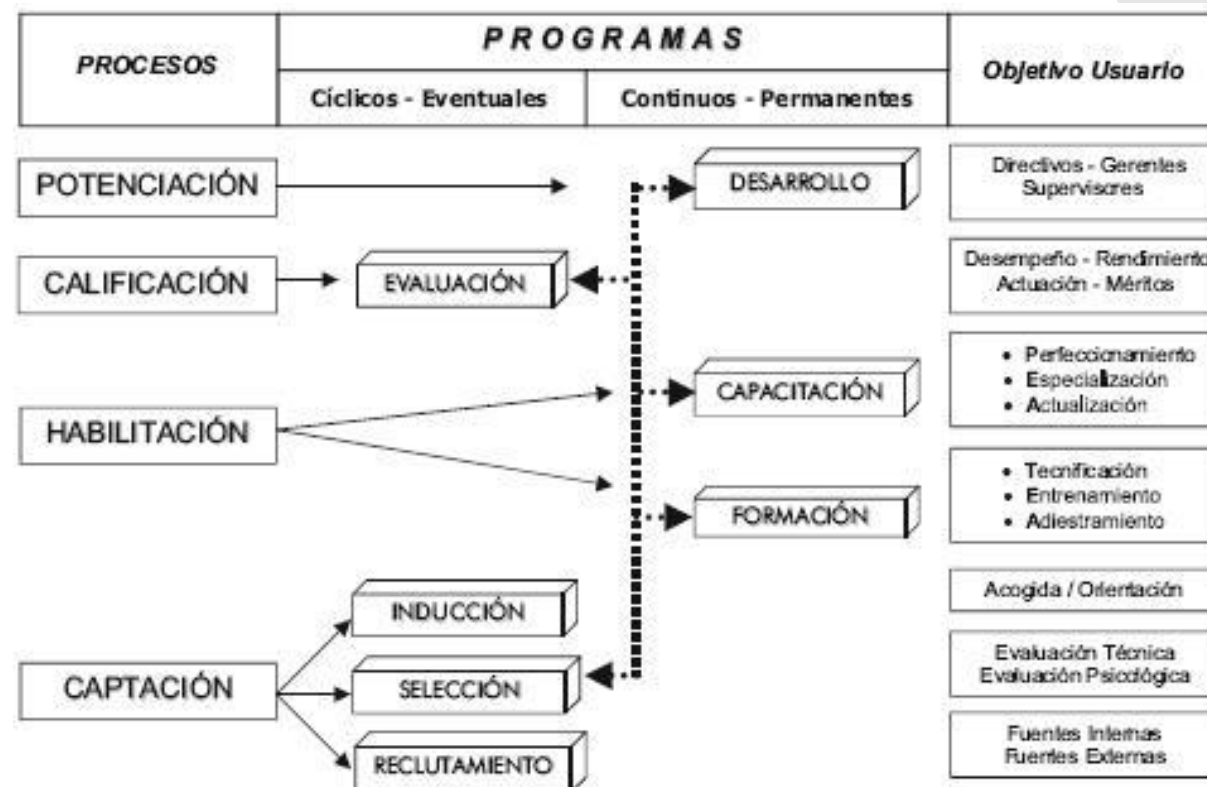 PROCESOS
PROGRAMAS
Objetivo Usuario
Cíclicos - Eventuales
Continuos - Permanentes
POTENCIACIÓN
DESARROLLO
Directivos - Gerentes
Supervisores
CALIFICACIÓN
EVALUACIÓN
Desempeño - Rendimiento
Actuación - Méritos
HABILITACIÓN
CAPACITACIÓN
• Perfeccionamiento
• Especialización
• Actualización
FORMACIÓN
• Tecnificación
• Entrenamiento
• Adiestramiento
CAPTACIÓN
INDUCCIÓN
Acogida / Orientación
SELECCIÓN
Evaluación Técnica
Evaluación Psicológica
RECLUTAMIENTO
Fuentes Internas
Fuentes Externas